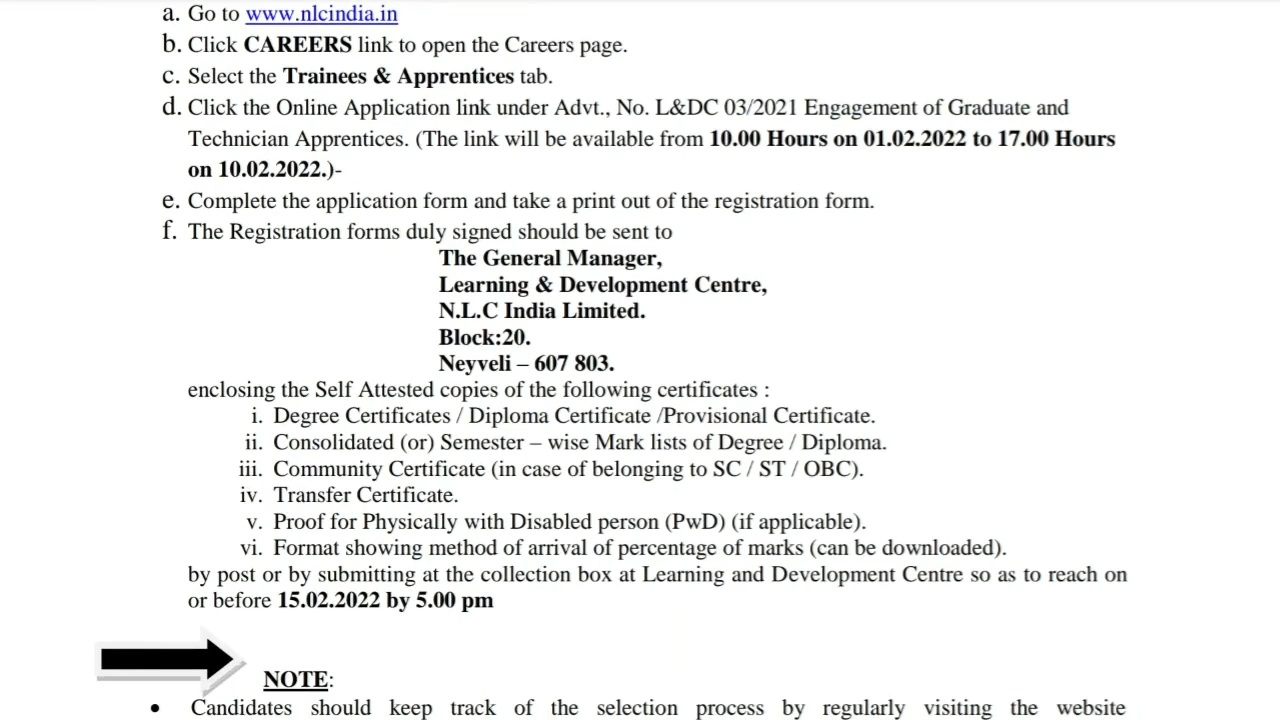 a. Go to www.nlcindia.in
b. Click CAREERS link to open the Careers page.
c. Select the Trainees & Apprentices tab.
d. Click the Online Application link under Advt., No. L&DC 03/2021 Engagement of Graduate and
Technician Apprentices. (The link will be available from 10.00 Hours on 01.02.2022 to 17.00 Hours
on 10.02.2022.)-
e. Complete the application form and take a print out of the registration form.
f. The Registration forms duly signed should be sent to
The General Manager,
Learning & Development Centre,
N.L.C India Limited.
Block:20.
Neyveli – 607 803.
enclosing the Self Attested copies of the following certificates :
i. Degree Certificates / Diploma Certificate /Provisional Certificate.
ii. Consolidated (or) Semester – wise Mark lists of Degree / Diploma.
iii. Community Certificate (in case of belonging to SC / ST / OBC).
iv. Transfer Certificate.
v. Proof for Physically with Disabled person (PwD) (if applicable).
vi. Format showing method of arrival of percentage of marks (can be downloaded).
by post or by submitting at the collection box at Learning and Development Centre so as to reach on
or before 15.02.2022 by 5.00 pm
NOTE:
• Candidates should keep track of the selection process by regularly visiting the website